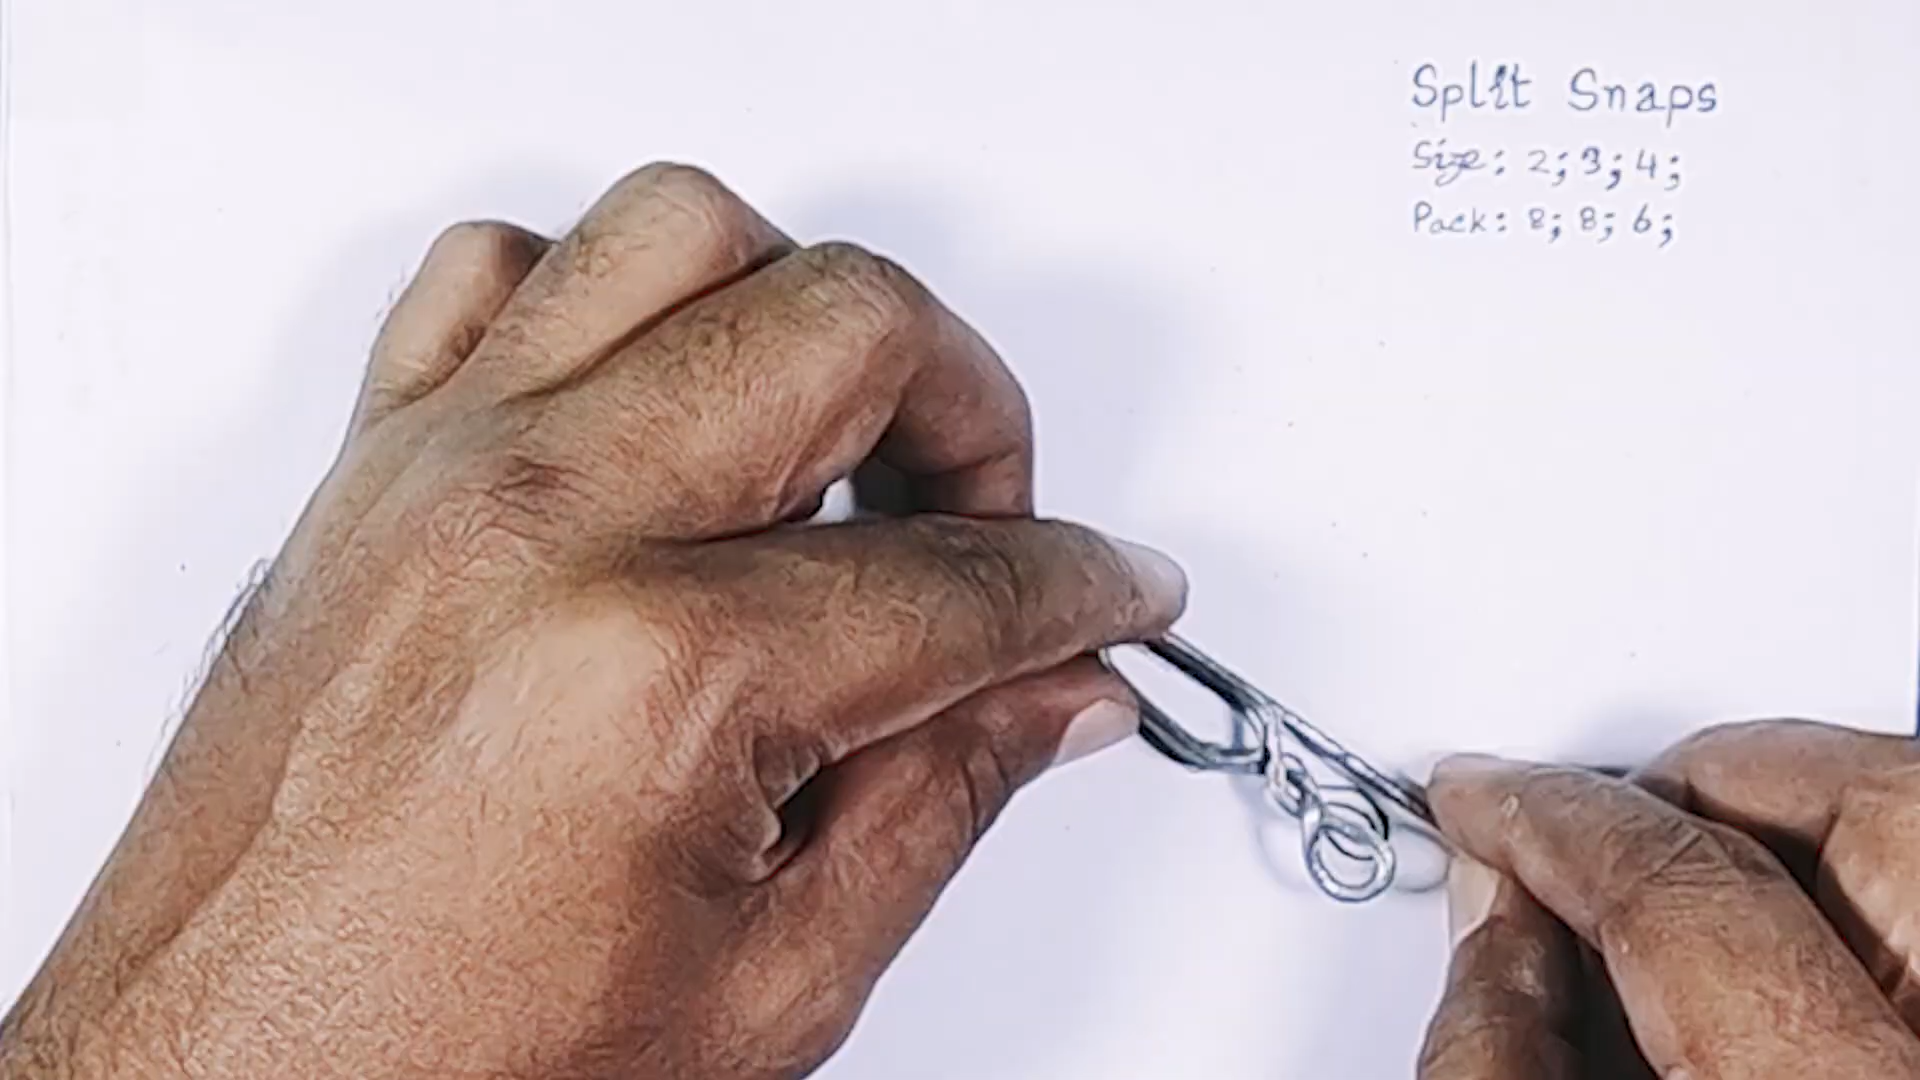 Split Snaps
Size: 2; 3; 4;
Pack: 8; 8; 6;